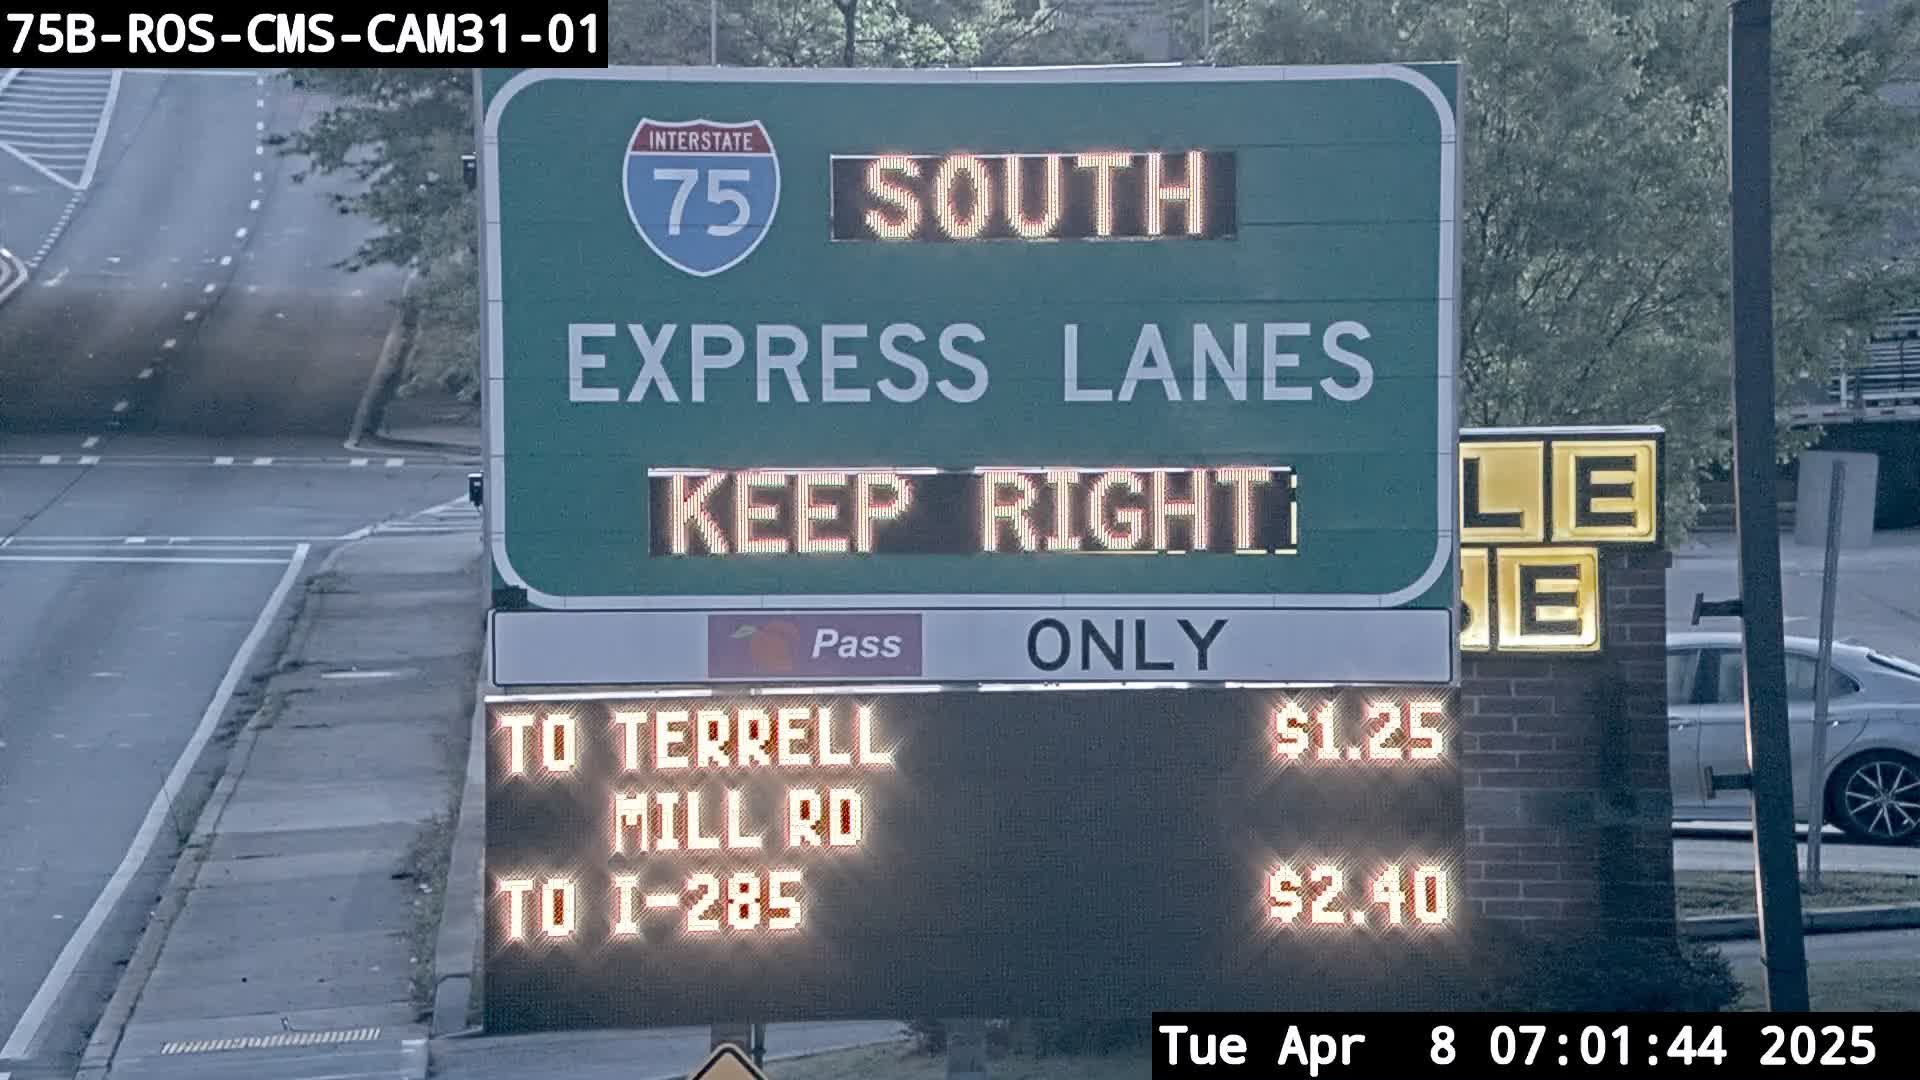 75B-ROS-CMS-CAM31-01
INTERSTATE
75
SOUTH
EXPRESS LANES
KEEP RIGHT
Pass ONLY
TO TERRELL $1.25
MILL RD
TO I-285 $2.40
LE
E
Tue Apr 8 07:01:44 2025